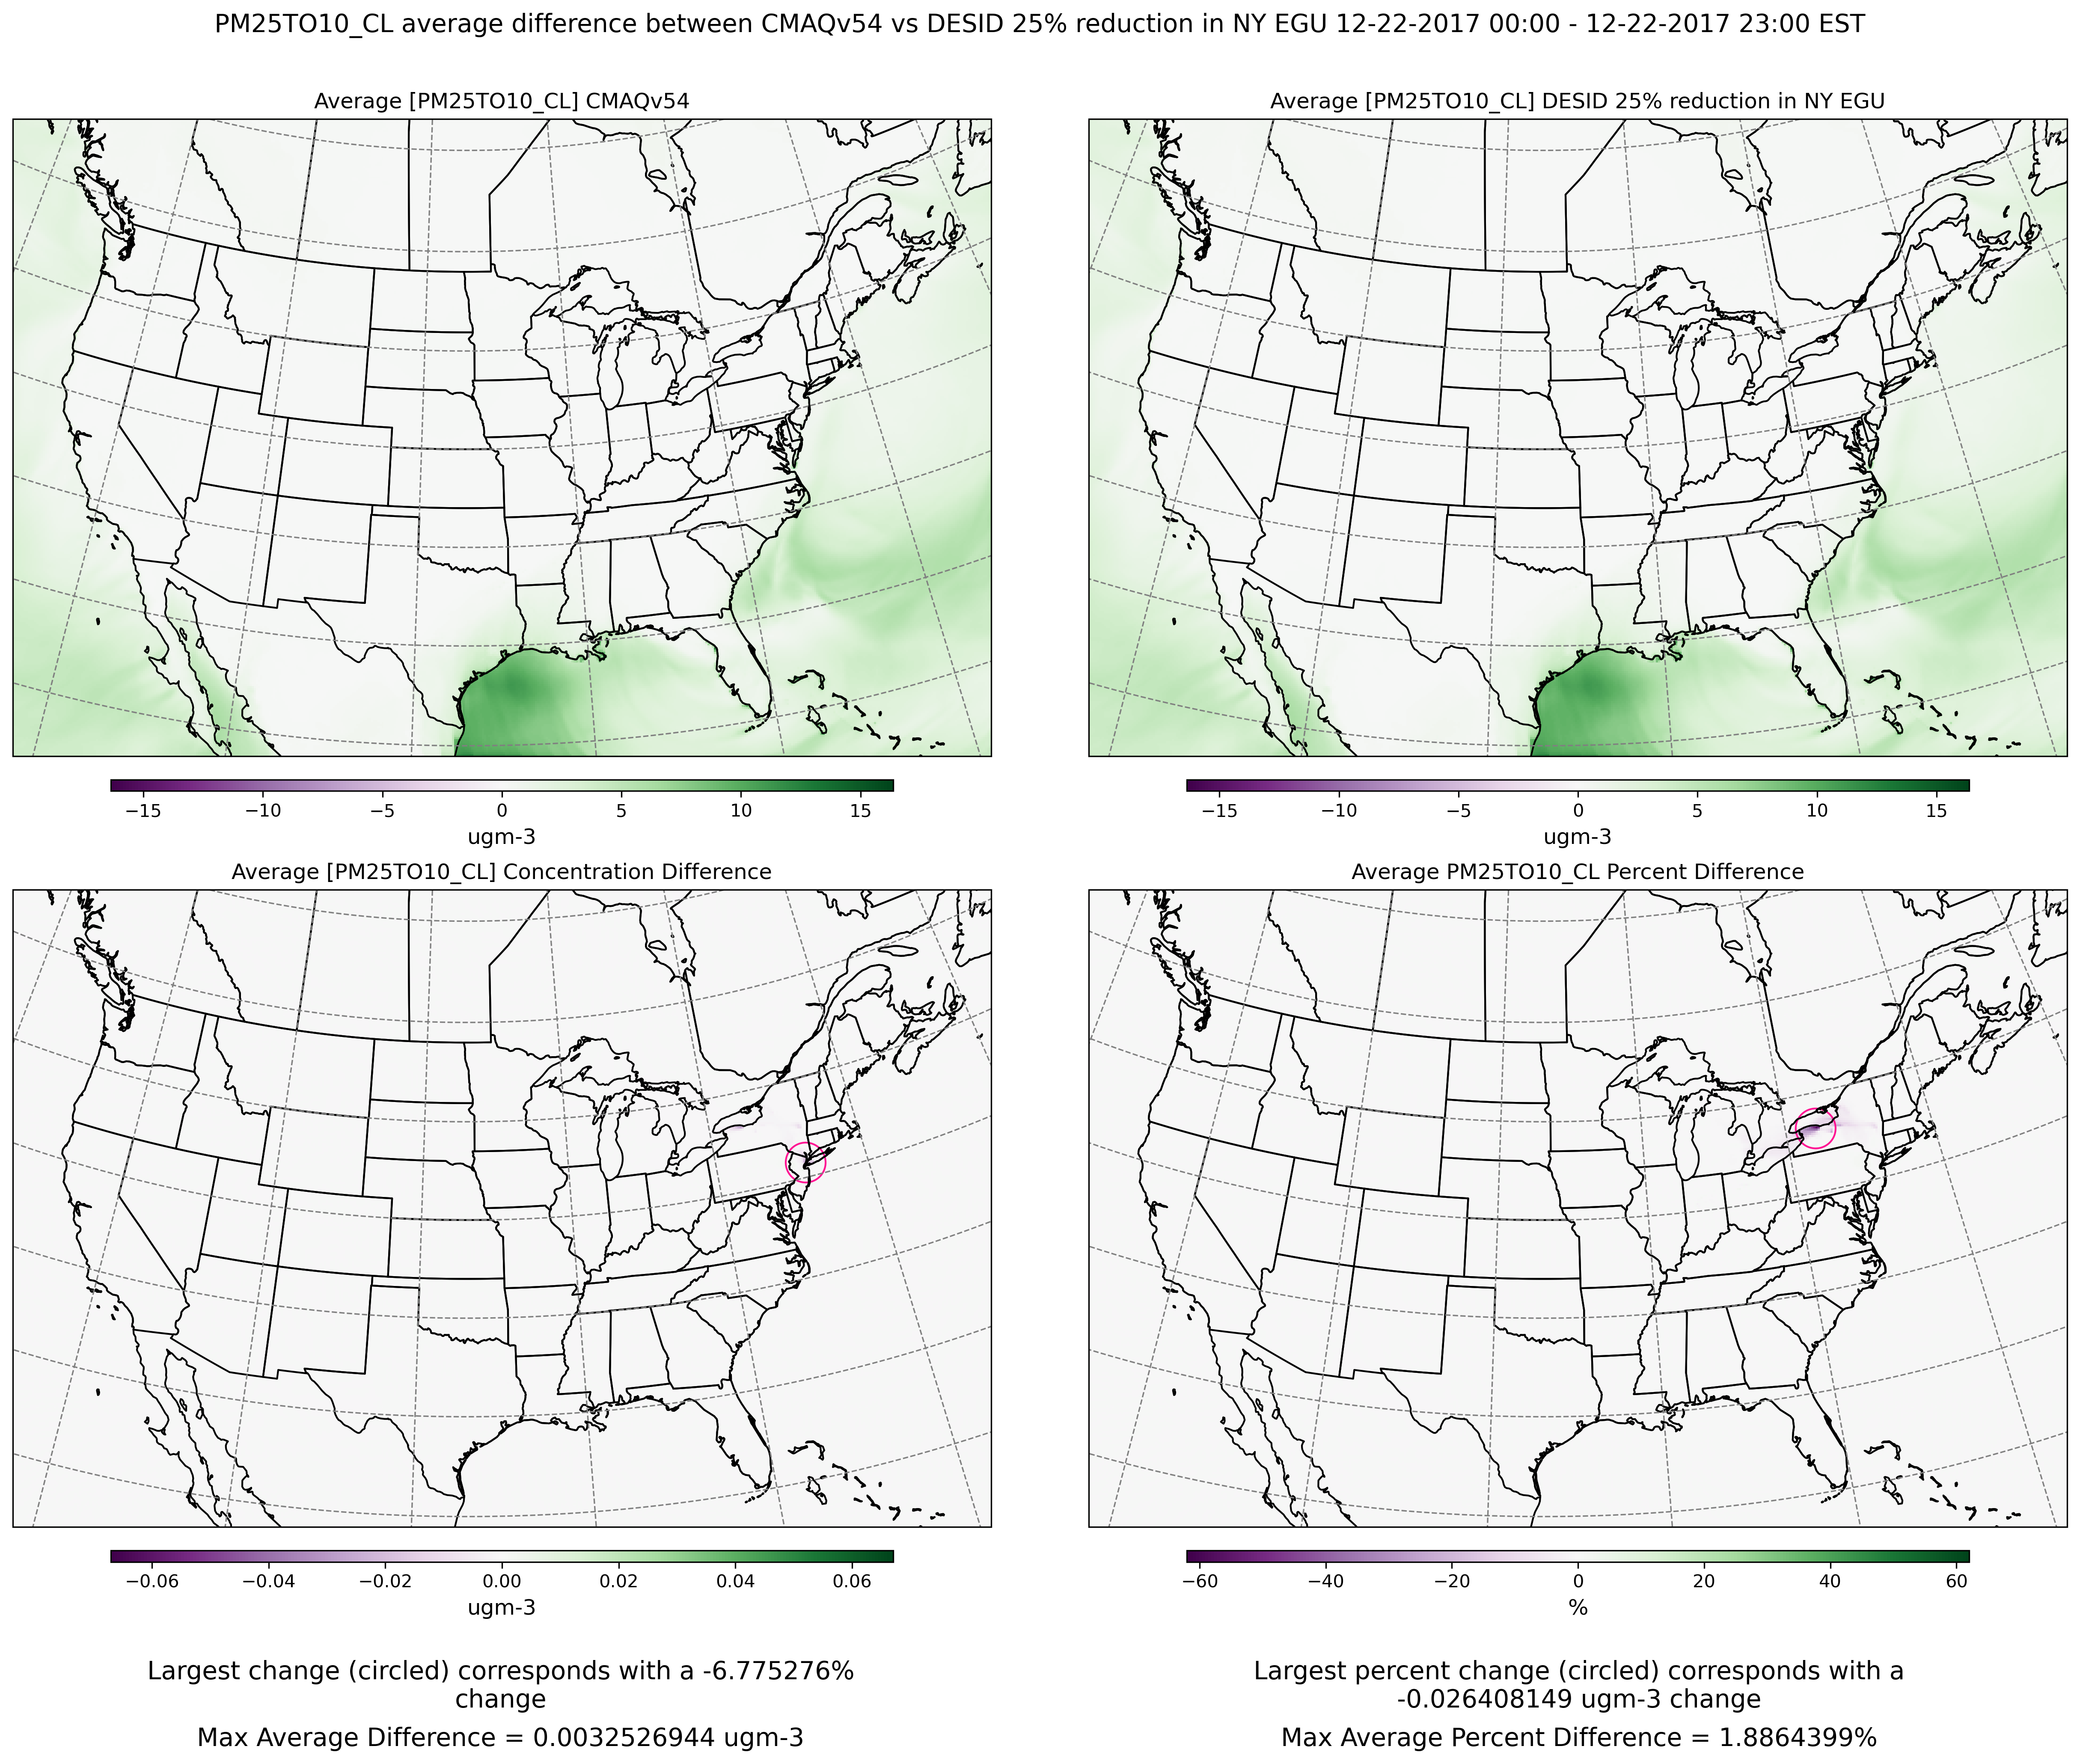 PM25TO10_CL average difference between CMAQv54 vs DESID 25% reduction in NY EGU 12-22-2017 00:00 - 12-22-2017 23:00 EST
Average [PM25TO10_CL] CMAQv54
Average [PM25TO10_CL] DESID 25% reduction in NY EGU
−15 −10 −5 0 5 10 15
ugm-3
−15 −10 −5 0 5 10 15
ugm-3
Average [PM25TO10_CL] Concentration Difference
Average PM25TO10_CL Percent Difference
−0.06 −0.04 −0.02 0.00 0.02 0.04 0.06
ugm-3
−60 −40 −20 0 20 40 60
%
Largest change (circled) corresponds with a -6.775276%
change
Max Average Difference = 0.0032526944 ugm-3
Largest percent change (circled) corresponds with a
-0.026408149 ugm-3 change
Max Average Percent Difference = 1.8864399%